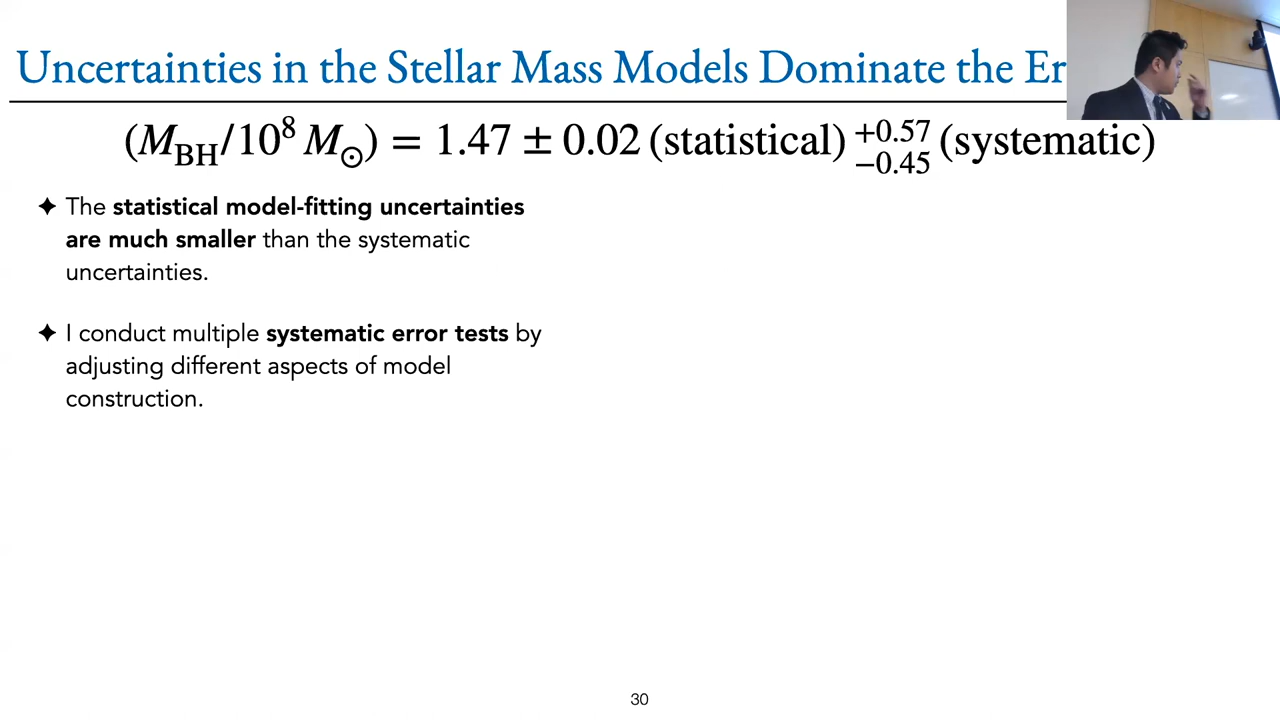 Uncertainties in the Stellar Mass Models Dominate the Er
(M_BH/10^8 M_⊙) = 1.47 ± 0.02 (statistical) +0.57 −0.45 (systematic)
✦ The statistical model-fitting uncertainties
are much smaller than the systematic
uncertainties.
✦ I conduct multiple systematic error tests by
adjusting different aspects of model
construction.
30